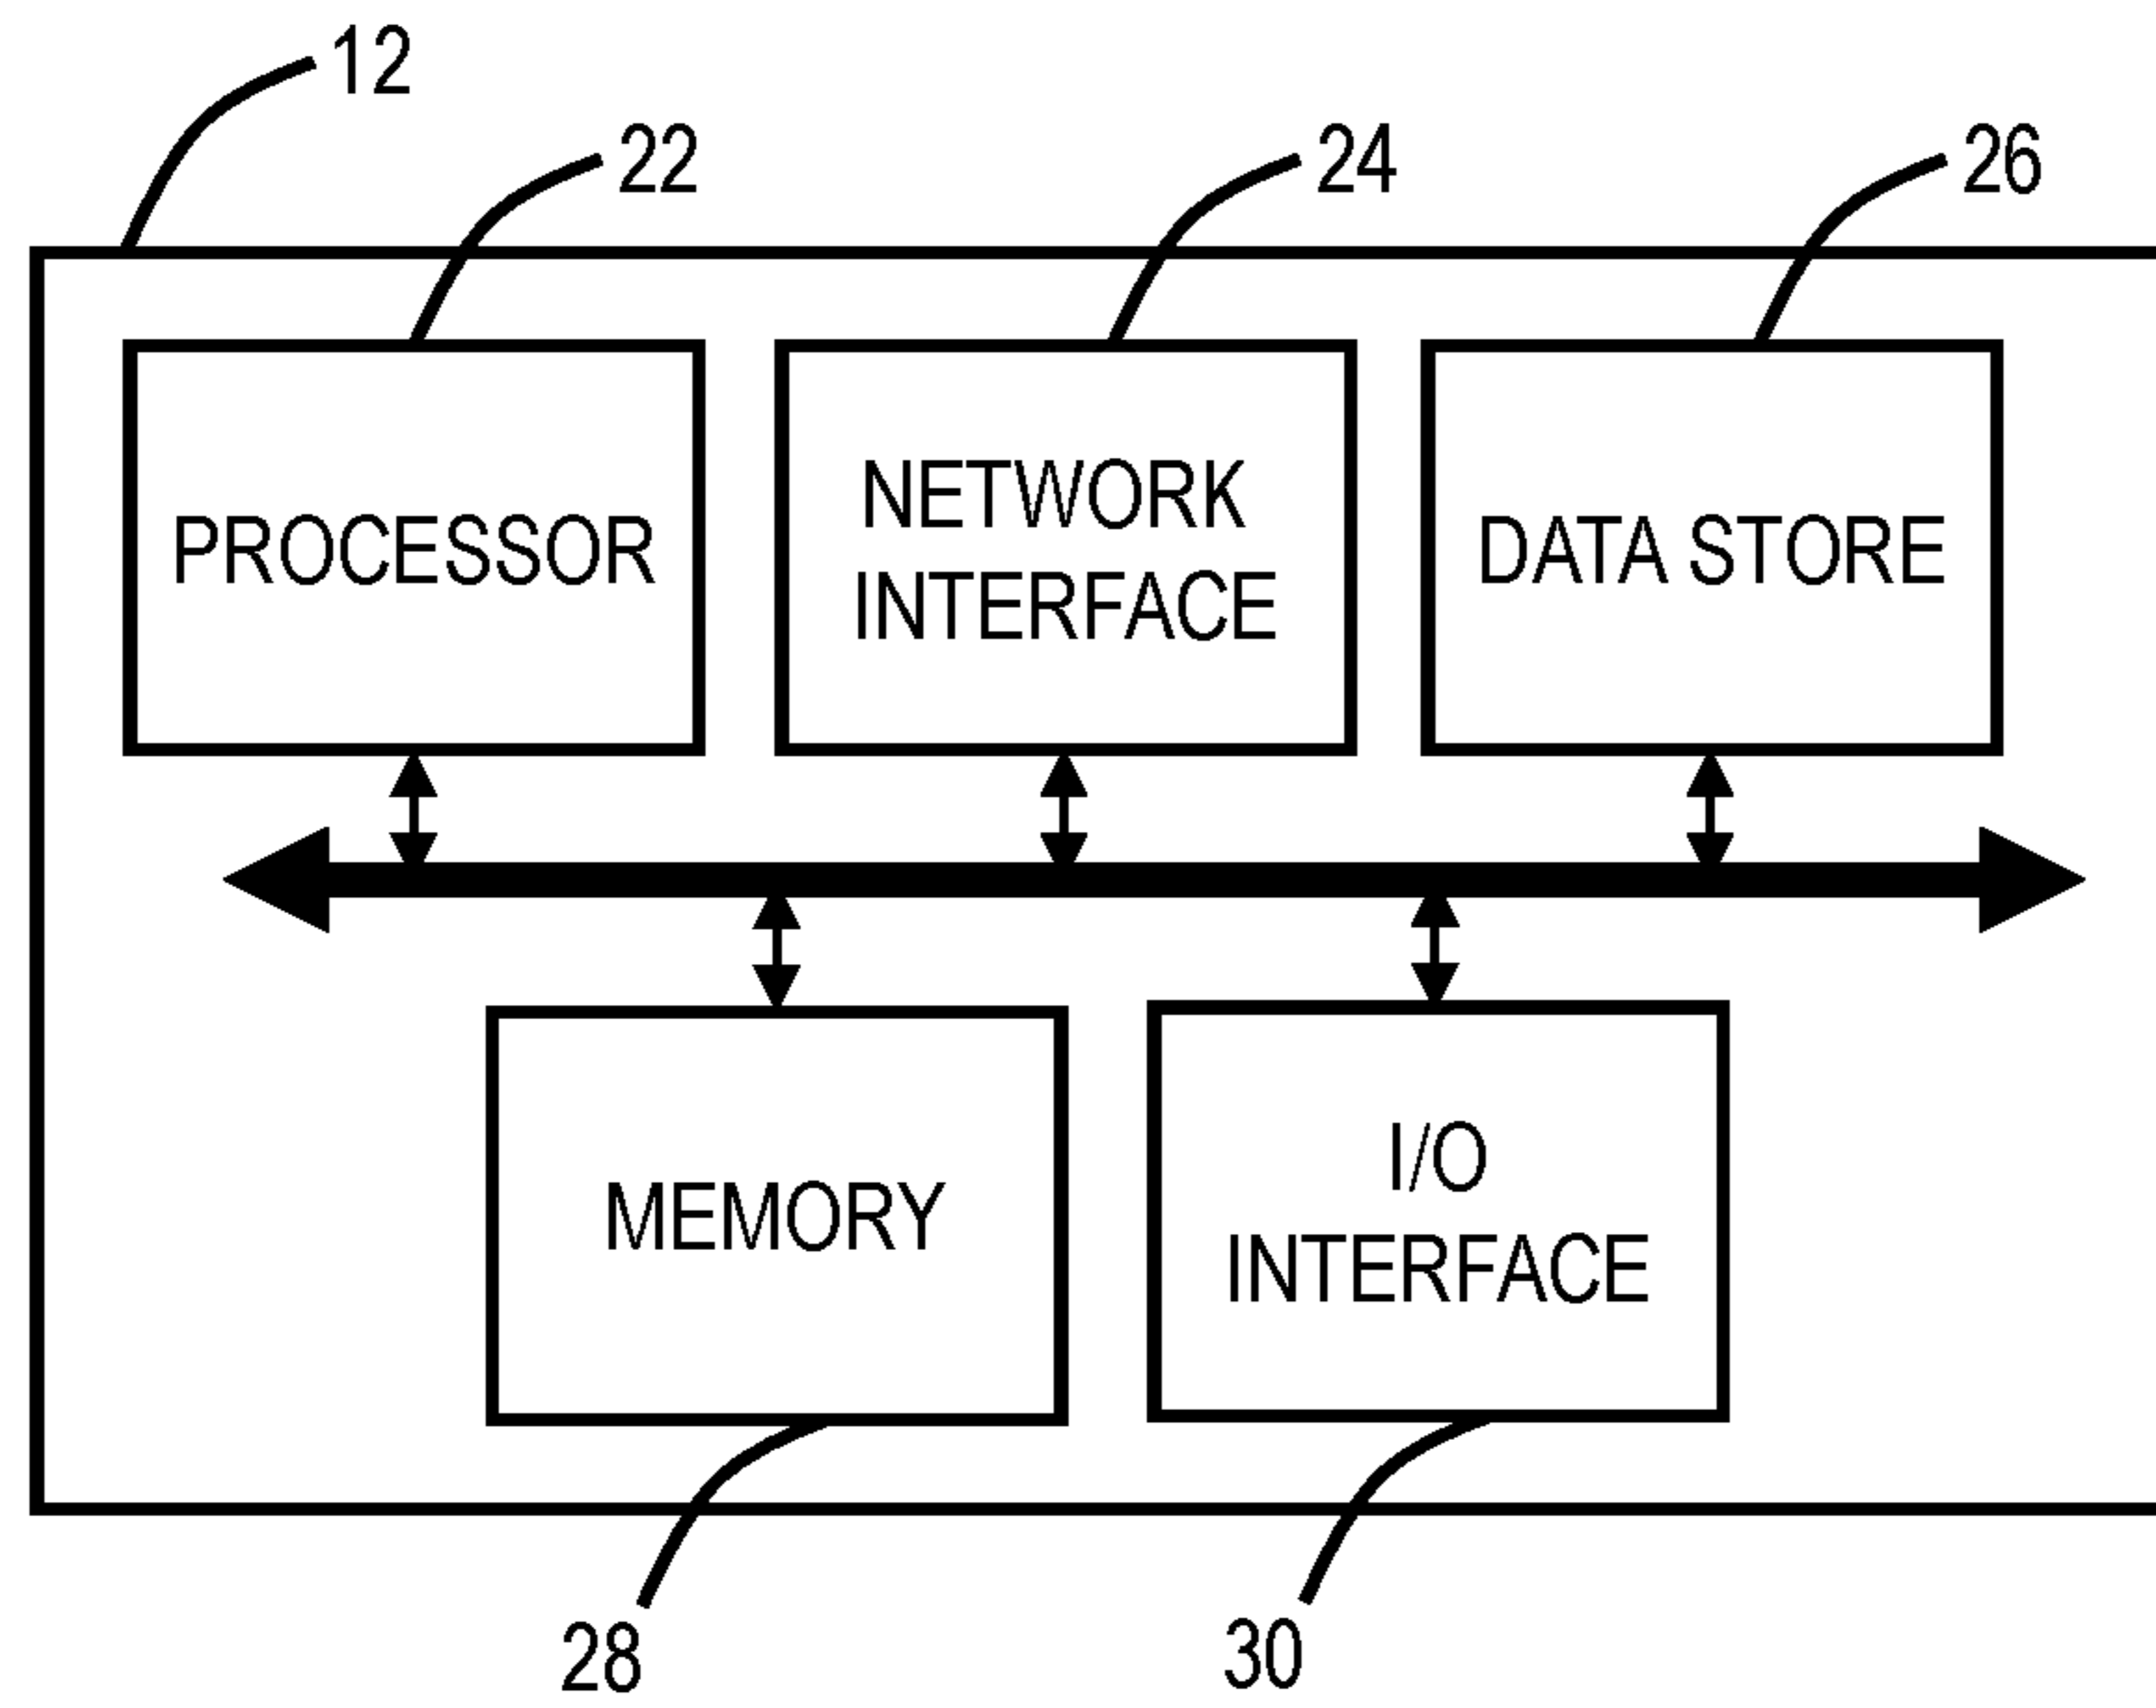 12
22
24
26
PROCESSOR
NETWORK
INTERFACE
DATA STORE
MEMORY
I/O
INTERFACE
28
30